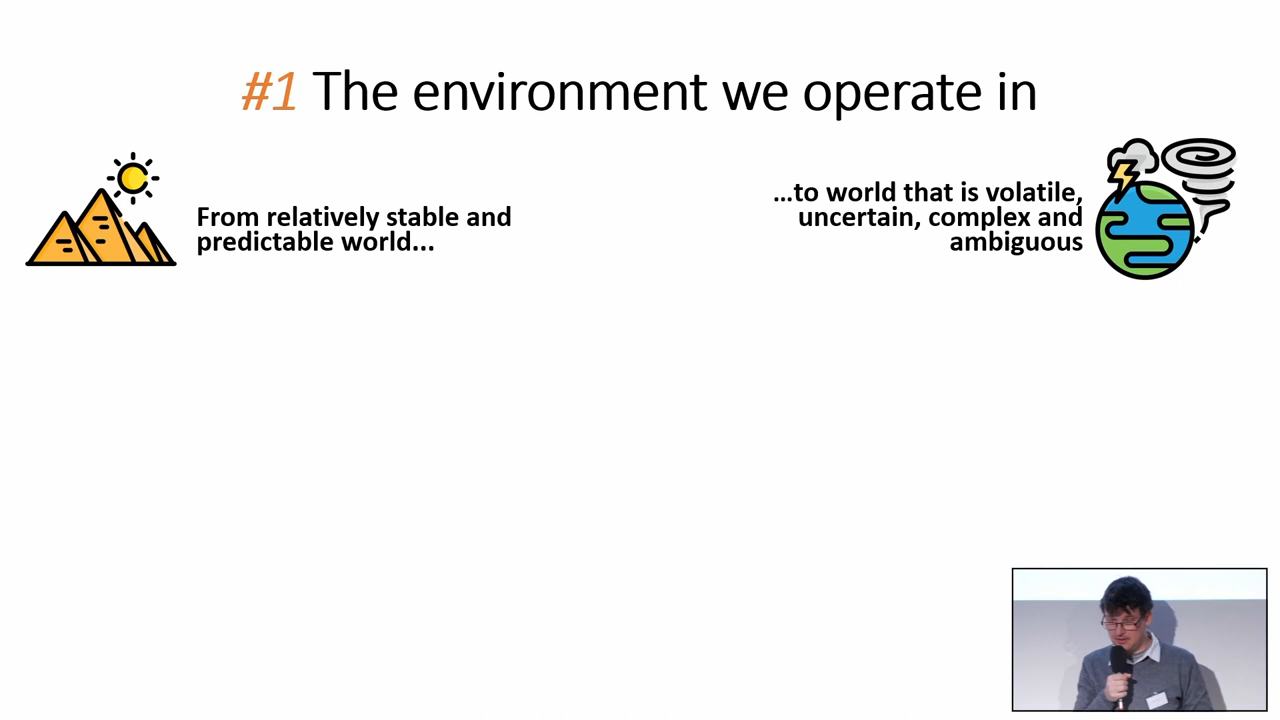 #1 The environment we operate in
From relatively stable and
predictable world...
...to world that is volatile,
uncertain, complex and
ambiguous